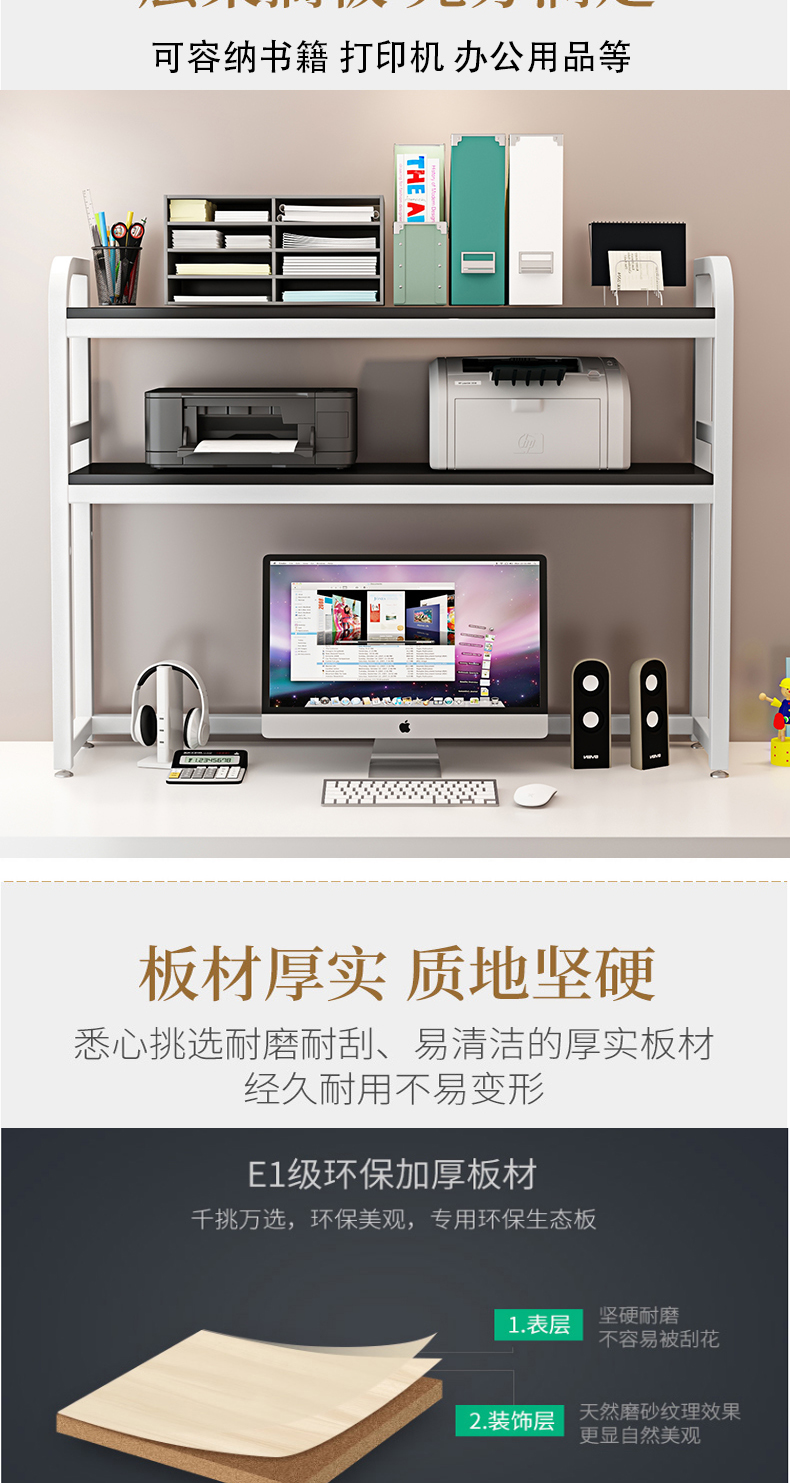 可容纳书籍 打印机 办公用品等
THE A
hp
12345678
板材厚实 质地坚硬
悉心挑选耐磨耐刮、易清洁的厚实板材
经久耐用不易变形
E1级环保加厚板材
千挑万选，环保美观，专用环保生态板
1.表层
坚硬耐磨
不容易被刮花
2.装饰层
天然磨砂纹理效果
更显自然美观